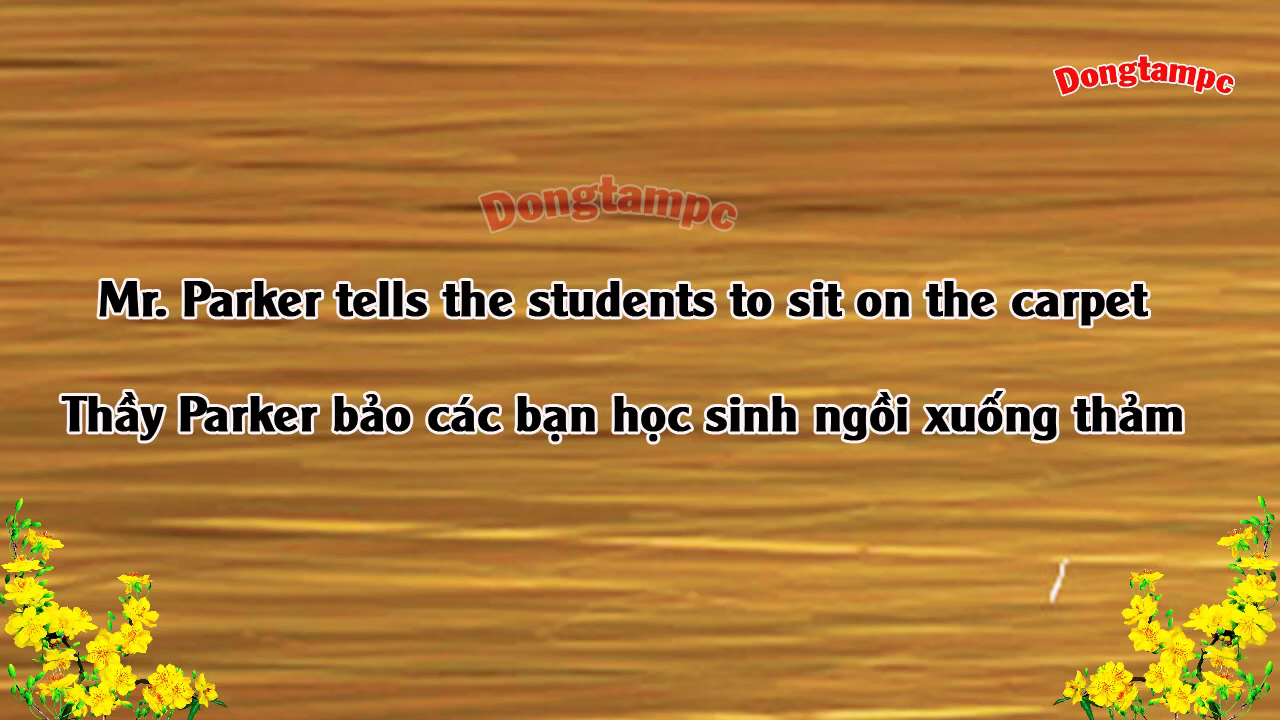 Dongtampc
Dongtampc
Mr. Parker tells the students to sit on the carpet
Thầy Parker bảo các bạn học sinh ngồi xuống thảm